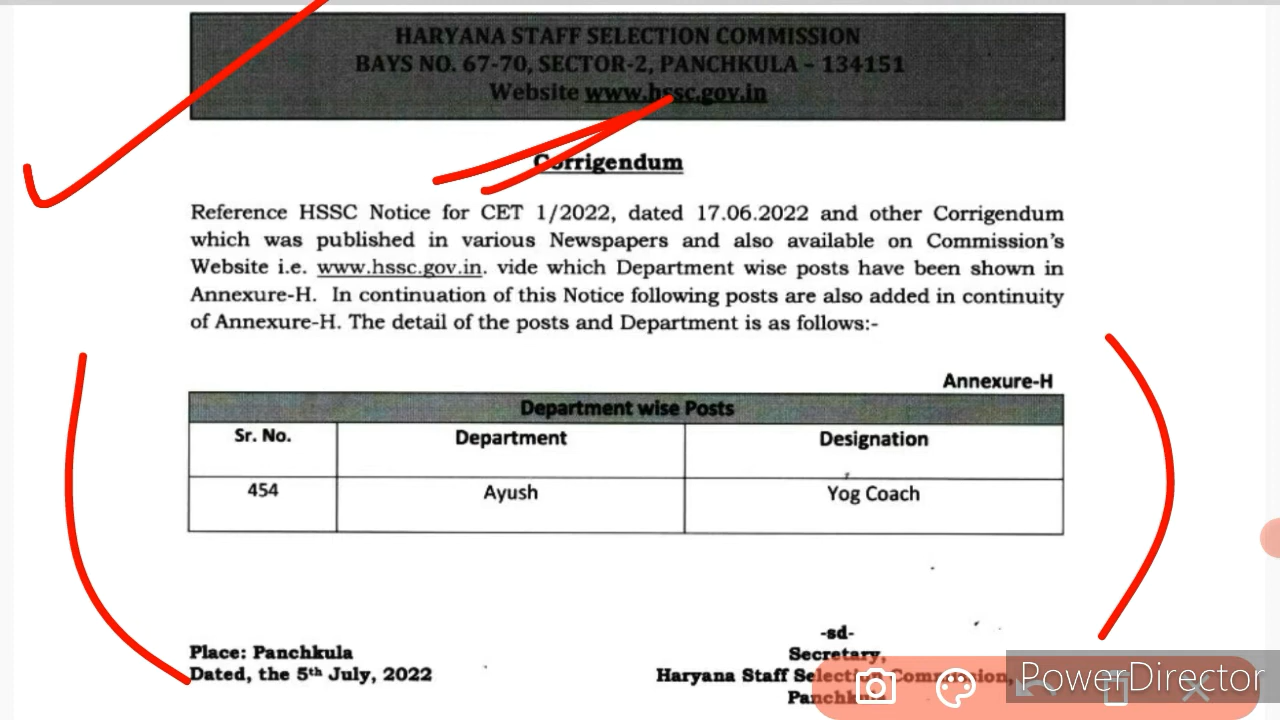 HARYANA STAFF SELECTION COMMISSION
BAYS NO. 67-70, SECTOR-2, PANCHKULA – 134151
Website www.hssc.gov.in
Corrigendum
Reference HSSC Notice for CET 1/2022, dated 17.06.2022 and other Corrigendum
which was published in various Newspapers and also available on Commission's
Website i.e. www.hssc.gov.in. vide which Department wise posts have been shown in
Annexure-H. In continuation of this Notice following posts are also added in continuity
of Annexure-H. The detail of the posts and Department is as follows:-
Annexure-H
Department wise Posts
Sr. No. Department Designation
454 Ayush Yog Coach
-sd-
Place: Panchkula Secretary,
Dated, the 5th July, 2022 Haryana Staff Selection Commission,
Panchkula
PowerDirector